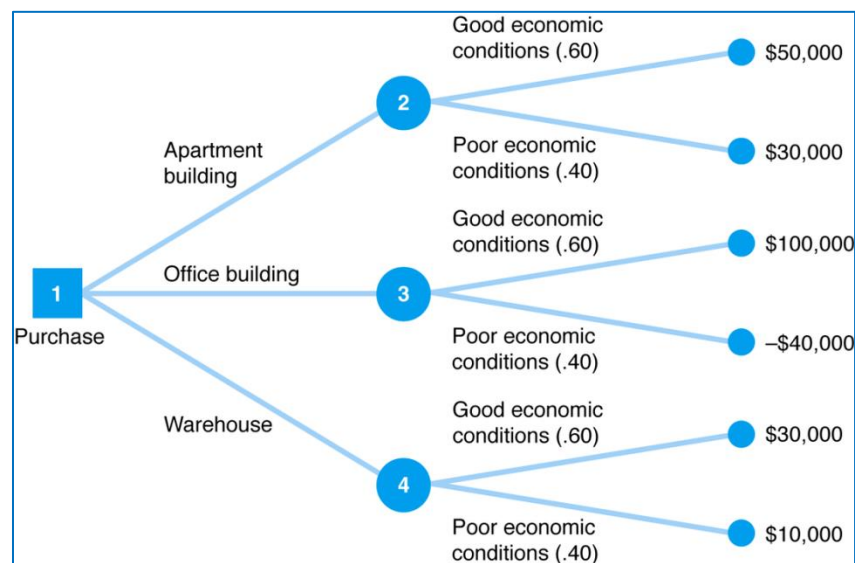 Good economic
conditions (.60)
$50,000
2
Apartment
building
Poor economic
conditions (.40)
$30,000
Good economic
conditions (.60)
$100,000
1
Purchase
Office building
3
Poor economic
conditions (.40)
–$40,000
Warehouse
Good economic
conditions (.60)
$30,000
4
Poor economic
conditions (.40)
$10,000